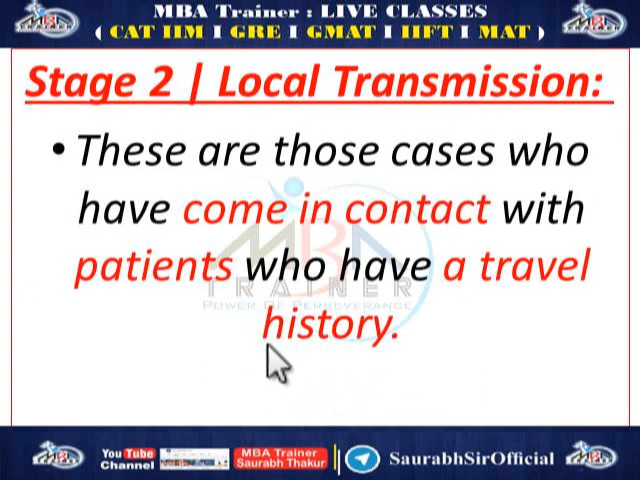 MBA Trainer : LIVE CLASSES
( CAT IIM I GRE I GMAT I IIFT I MAT )
Stage 2 | Local Transmission:
• These are those cases who
have come in contact with
patients who have a travel
history.
MBA
TRAINER
POWER OF PERSEVERANCE
You Tube
Channel
MBA Trainer
Saurabh Thakur
SaurabhSirOfficial